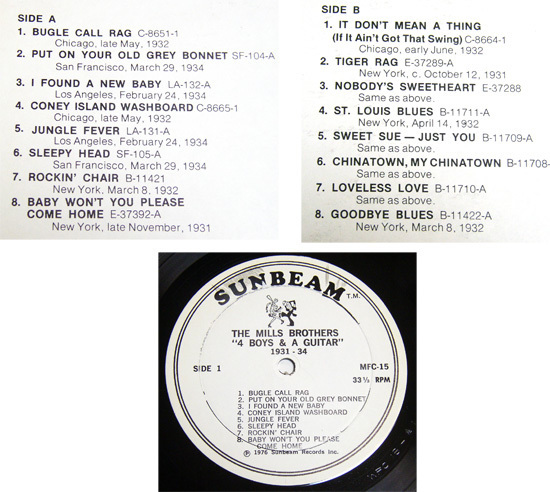 SIDE A
1. BUGLE CALL RAG C-8651-1
Chicago, late May, 1932
2. PUT ON YOUR OLD GREY BONNET SF-104-A
San Francisco, March 29, 1934
3. I FOUND A NEW BABY LA-132-A
Los Angeles, February 24, 1934
4. CONEY ISLAND WASHBOARD C-8665-1
Chicago, late May, 1932
5. JUNGLE FEVER LA-131-A
Los Angeles, February 24, 1934
6. SLEEPY HEAD SF-105-A
San Francisco, March 29, 1934
7. ROCKIN' CHAIR B-11421
New York, March 8, 1932
8. BABY WON'T YOU PLEASE
COME HOME E-37392-A
New York, late November, 1931
SIDE B
1. IT DON'T MEAN A THING
(If It Ain't Got That Swing) C-8664-1
Chicago, early June, 1932
2. TIGER RAG E-37289-A
New York, c. October 12, 1931
3. NOBODY'S SWEETHEART E-37288
Same as above.
4. ST. LOUIS BLUES B-11711-A
New York, April 14, 1932
5. SWEET SUE — JUST YOU B-11709-A
Same as above.
6. CHINATOWN, MY CHINATOWN B-11708-
Same as above.
7. LOVELESS LOVE B-11710-A
Same as above.
8. GOODBYE BLUES B-11422-A
New York, March 8, 1932
SUNBEAM T.M.
THE MILLS BROTHERS
"4 BOYS & A GUITAR"
1931 - 34
SIDE 1
MFC-15
33⅓ RPM
1. BUGLE CALL RAG
2. PUT ON YOUR OLD GREY BONNET
3. I FOUND A NEW BABY
4. CONEY ISLAND WASHBOARD
5. JUNGLE FEVER
6. SLEEPY HEAD
7. ROCKIN' CHAIR
8. BABY WON'T YOU PLEASE
COME HOME
℗ 1976 Sunbeam Records Inc.